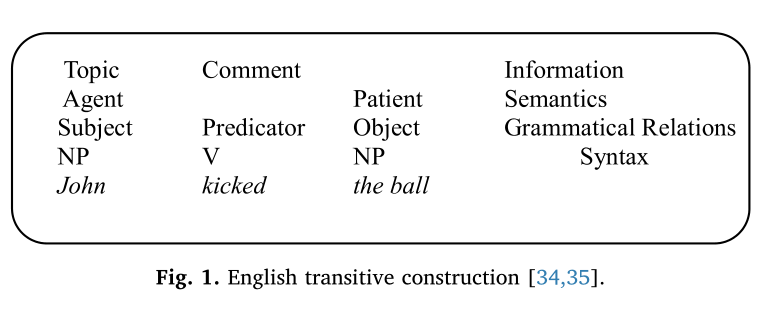 Topic Comment Information
Agent Patient Semantics
Subject Predicator Object Grammatical Relations
NP V NP Syntax
John kicked the ball
Fig. 1. English transitive construction [34,35].